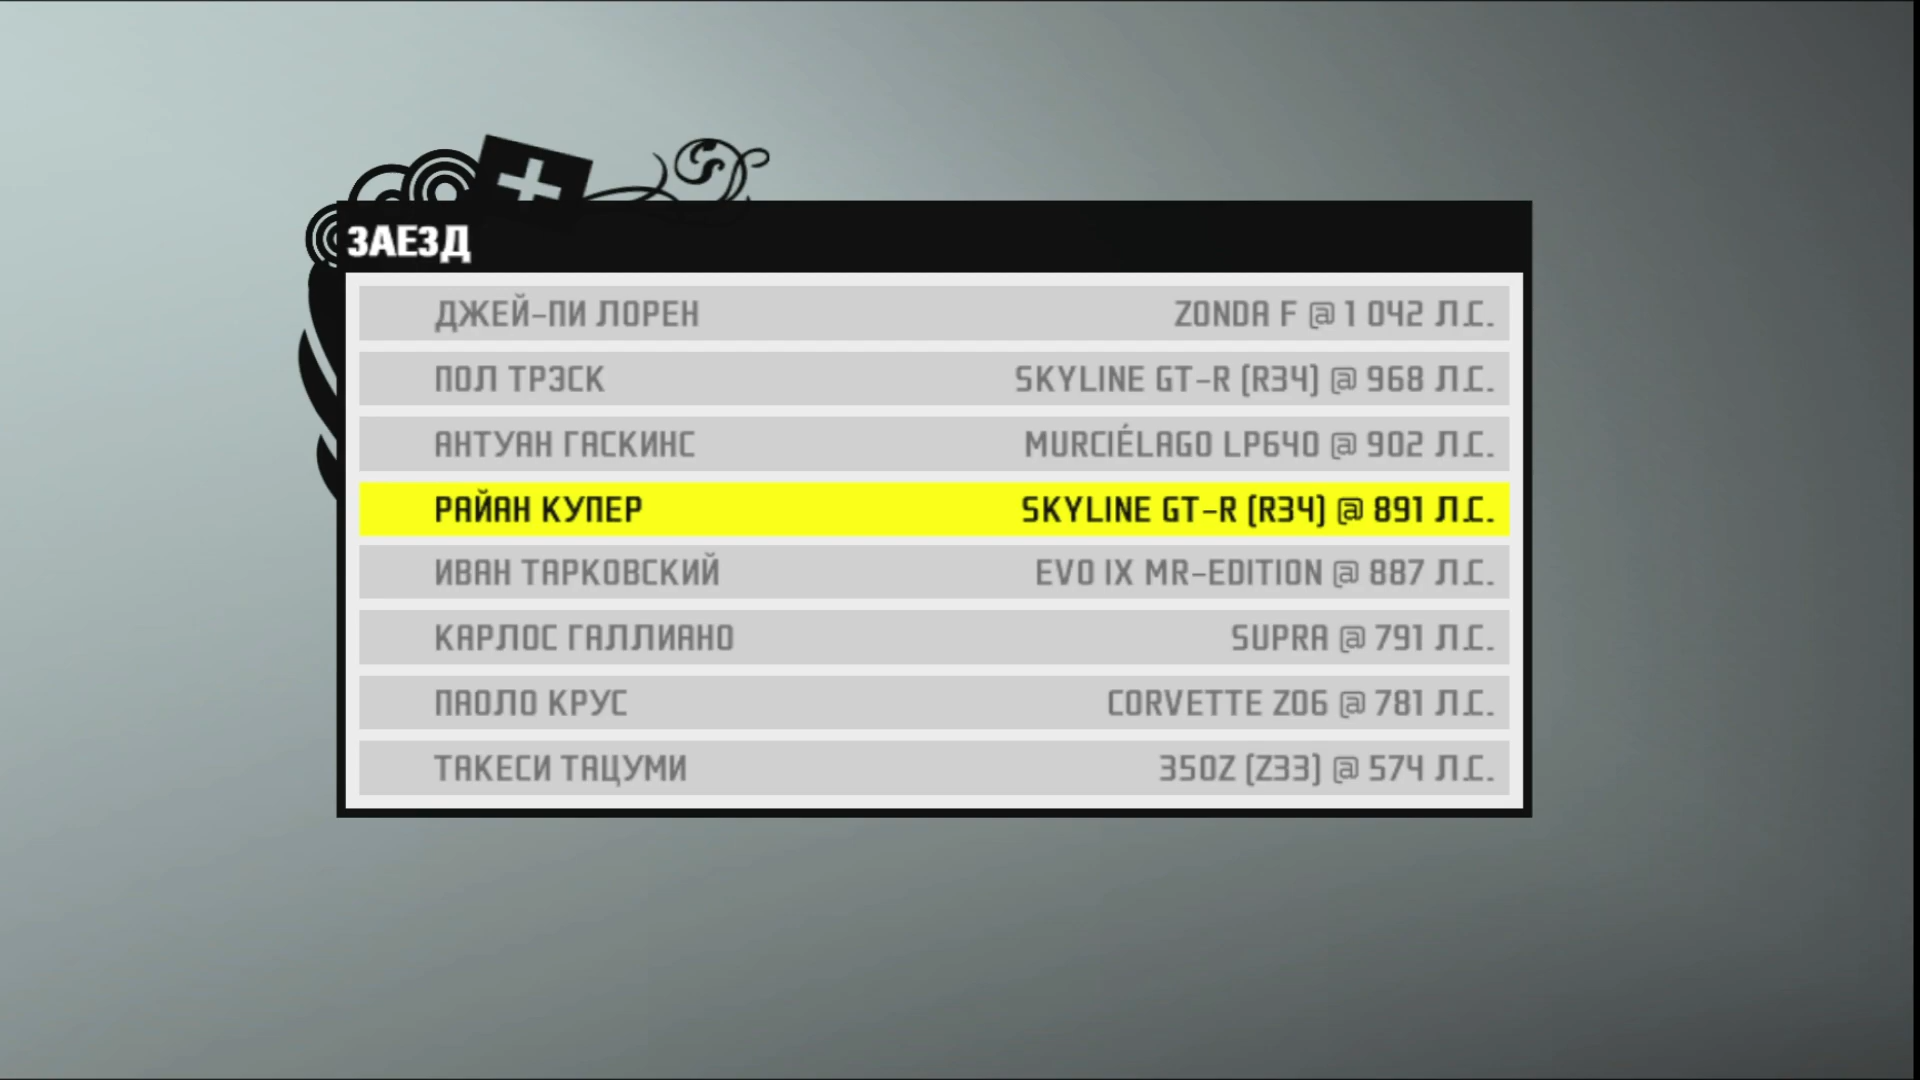 ЗАЕЗД
ДЖЕЙ-ПИ ЛОРЕН ZONDA F @ 1 042 Л.С.
ПОЛ ТРЭСК SKYLINE GT-R (R34) @ 968 Л.С.
АНТУАН ГАСКИНС MURCIÉLAGO LP640 @ 902 Л.С.
РАЙАН КУПЕР SKYLINE GT-R (R34) @ 891 Л.С.
ИВАН ТАРКОВСКИЙ EVO IX MR-EDITION @ 887 Л.С.
КАРЛОС ГАЛЛИАНО SUPRA @ 791 Л.С.
ПАОЛО КРУС CORVETTE Z06 @ 781 Л.С.
ТАКЕСИ ТАЦУМИ 350Z (Z33) @ 574 Л.С.